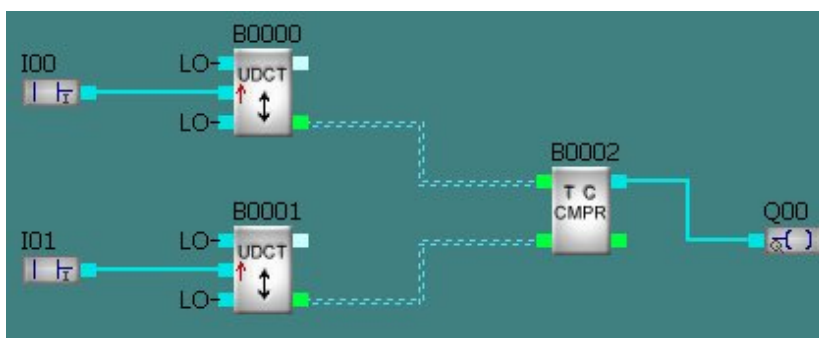 B0000
I00
LO
UDCT
LO
B0002
T C
CMPR
B0001
Q00
I01
LO
UDCT
LO